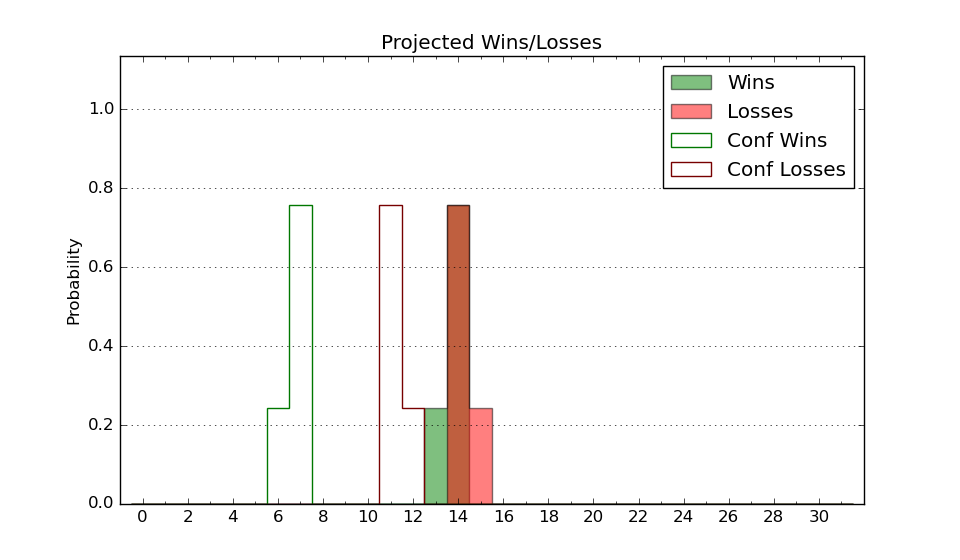 Projected Wins/Losses
Wins
Losses
Conf Wins
Conf Losses
Probability
1.0
0.8
0.6
0.4
0.2
0.0
0 2 4 6 8 10 12 14 16 18 20 22 24 26 28 30